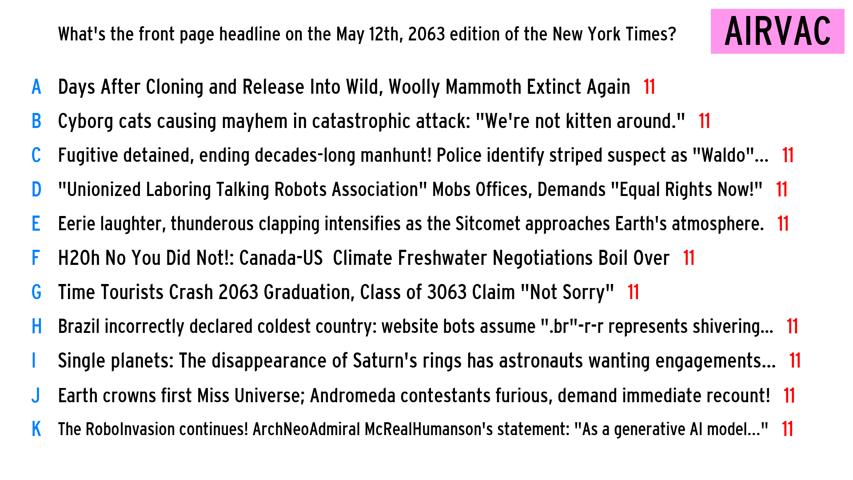 What's the front page headline on the May 12th, 2063 edition of the New York Times? AIRVAC
A Days After Cloning and Release Into Wild, Woolly Mammoth Extinct Again 11
B Cyborg cats causing mayhem in catastrophic attack: "We're not kitten around." 11
C Fugitive detained, ending decades-long manhunt! Police identify striped suspect as "Waldo"... 11
D "Unionized Laboring Talking Robots Association" Mobs Offices, Demands "Equal Rights Now!" 11
E Eerie laughter, thunderous clapping intensifies as the Sitcomet approaches Earth's atmosphere. 11
F H20h No You Did Not!: Canada-US  Climate Freshwater Negotiations Boil Over 11
G Time Tourists Crash 2063 Graduation, Class of 3063 Claim "Not Sorry" 11
H Brazil incorrectly declared coldest country: website bots assume ".br"-r-r represents shivering... 11
I Single planets: The disappearance of Saturn's rings has astronauts wanting engagements... 11
J Earth crowns first Miss Universe; Andromeda contestants furious, demand immediate recount! 11
K The RoboInvasion continues! ArchNeoAdmiral McRealHumanson's statement: "As a generative AI model..." 11